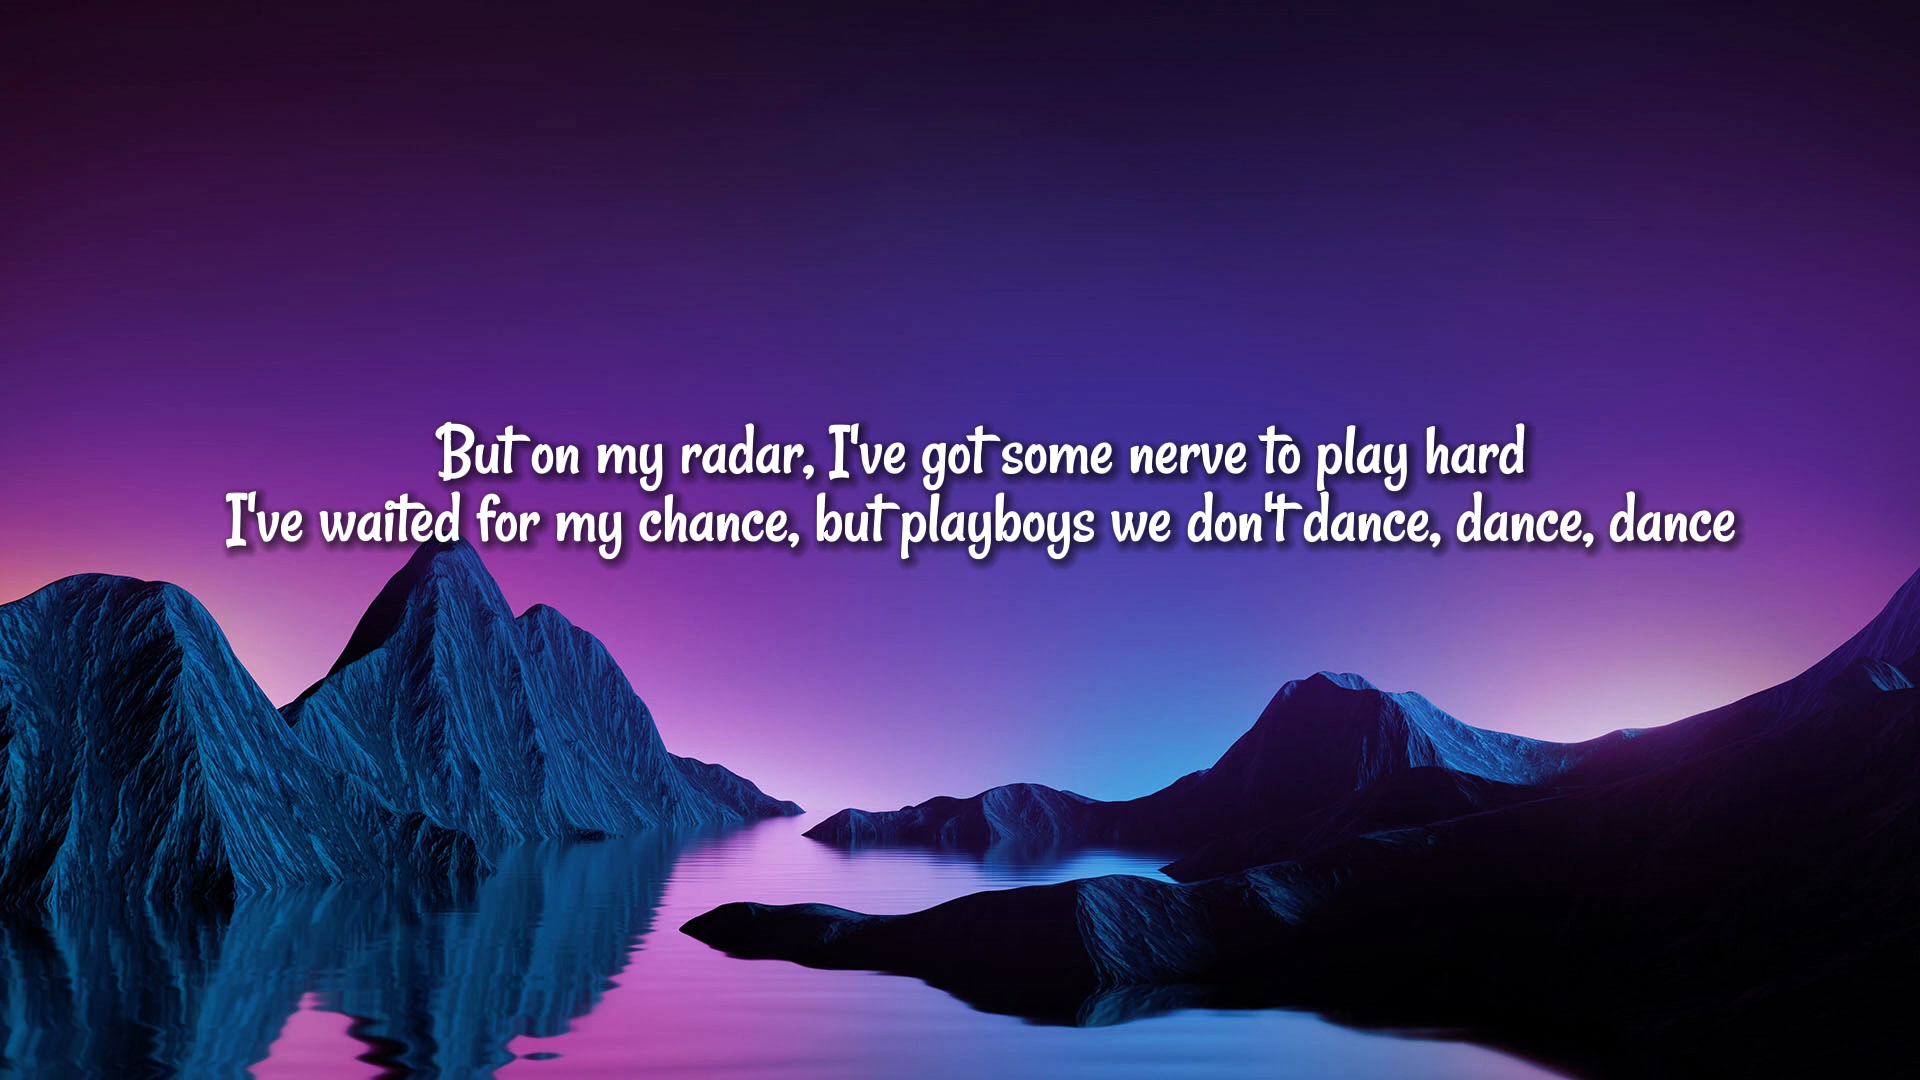 But on my radar, I've got some nerve to play hard
I've waited for my chance, but playboys we don't dance, dance, dance